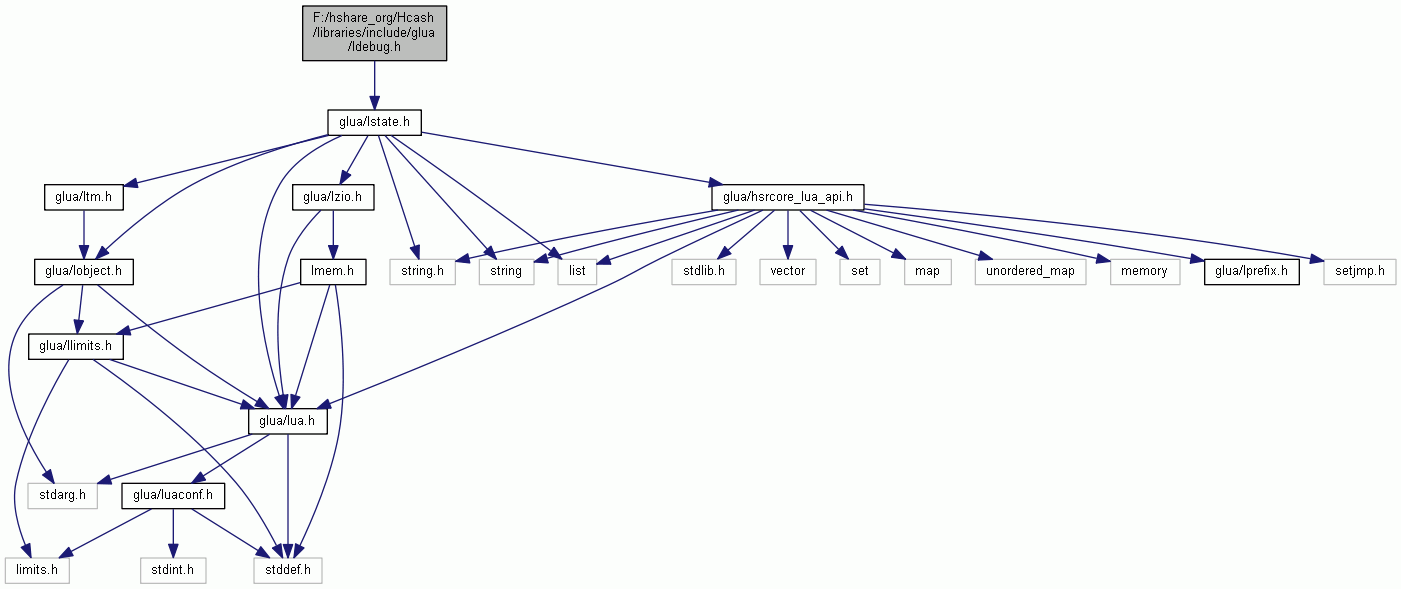 F:/hshare_org/Hcash
/libraries/include/glua
/ldebug.h
glua/lstate.h
glua/ltm.h
glua/lzio.h
glua/hsrcore_lua_api.h
glua/lobject.h
lmem.h
string.h
string
list
stdlib.h
vector
set
map
unordered_map
memory
glua/lprefix.h
setjmp.h
glua/llimits.h
glua/lua.h
stdarg.h
glua/luaconf.h
limits.h
stdint.h
stddef.h